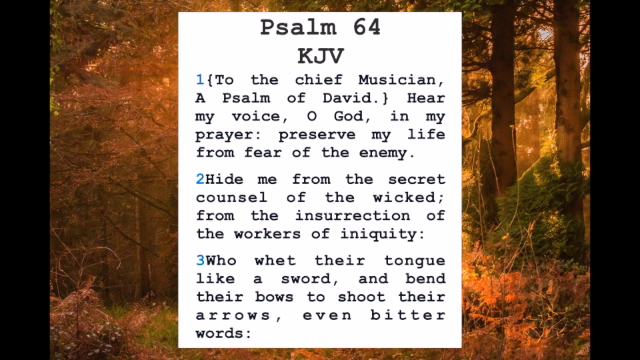 Psalm 64
KJV
1{To the chief Musician,
A Psalm of David.} Hear
my voice, O God, in my
prayer: preserve my life
from fear of the enemy.
2Hide me from the secret
counsel of the wicked;
from the insurrection of
the workers of iniquity:
3Who whet their tongue
like a sword, and bend
their bows to shoot their
arrows, even bitter
words: